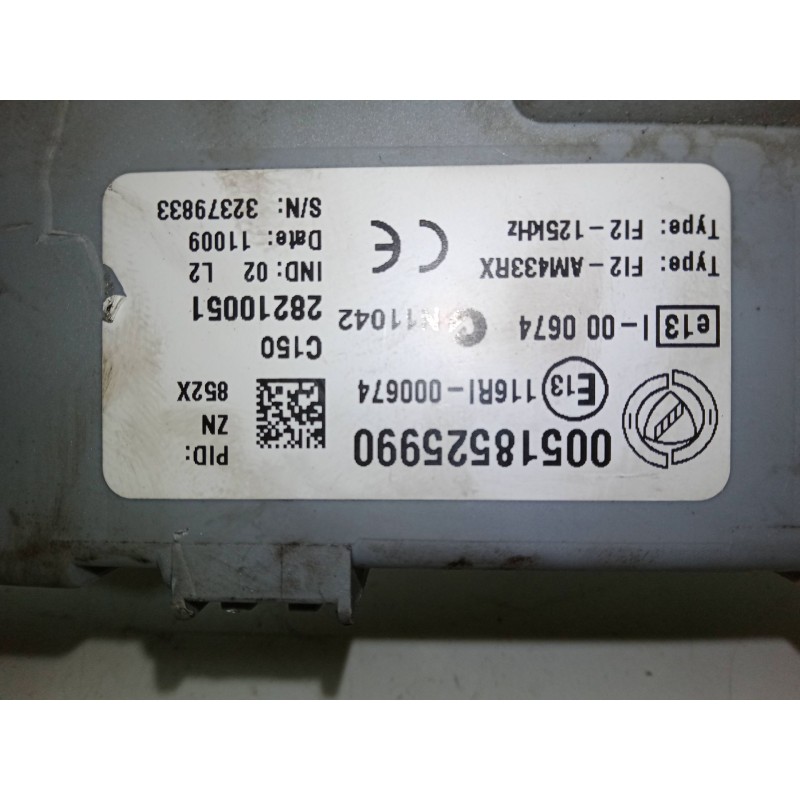 00518525990
E13 116RI-000674
e13 I-00 0674 N11042
Type: FI2-AM433RX
Type: FI2-125kHz
CE
PID:
ZN
852X
C150
28210051
IND: 02 L2
Date: 11009
S/N: 32379833